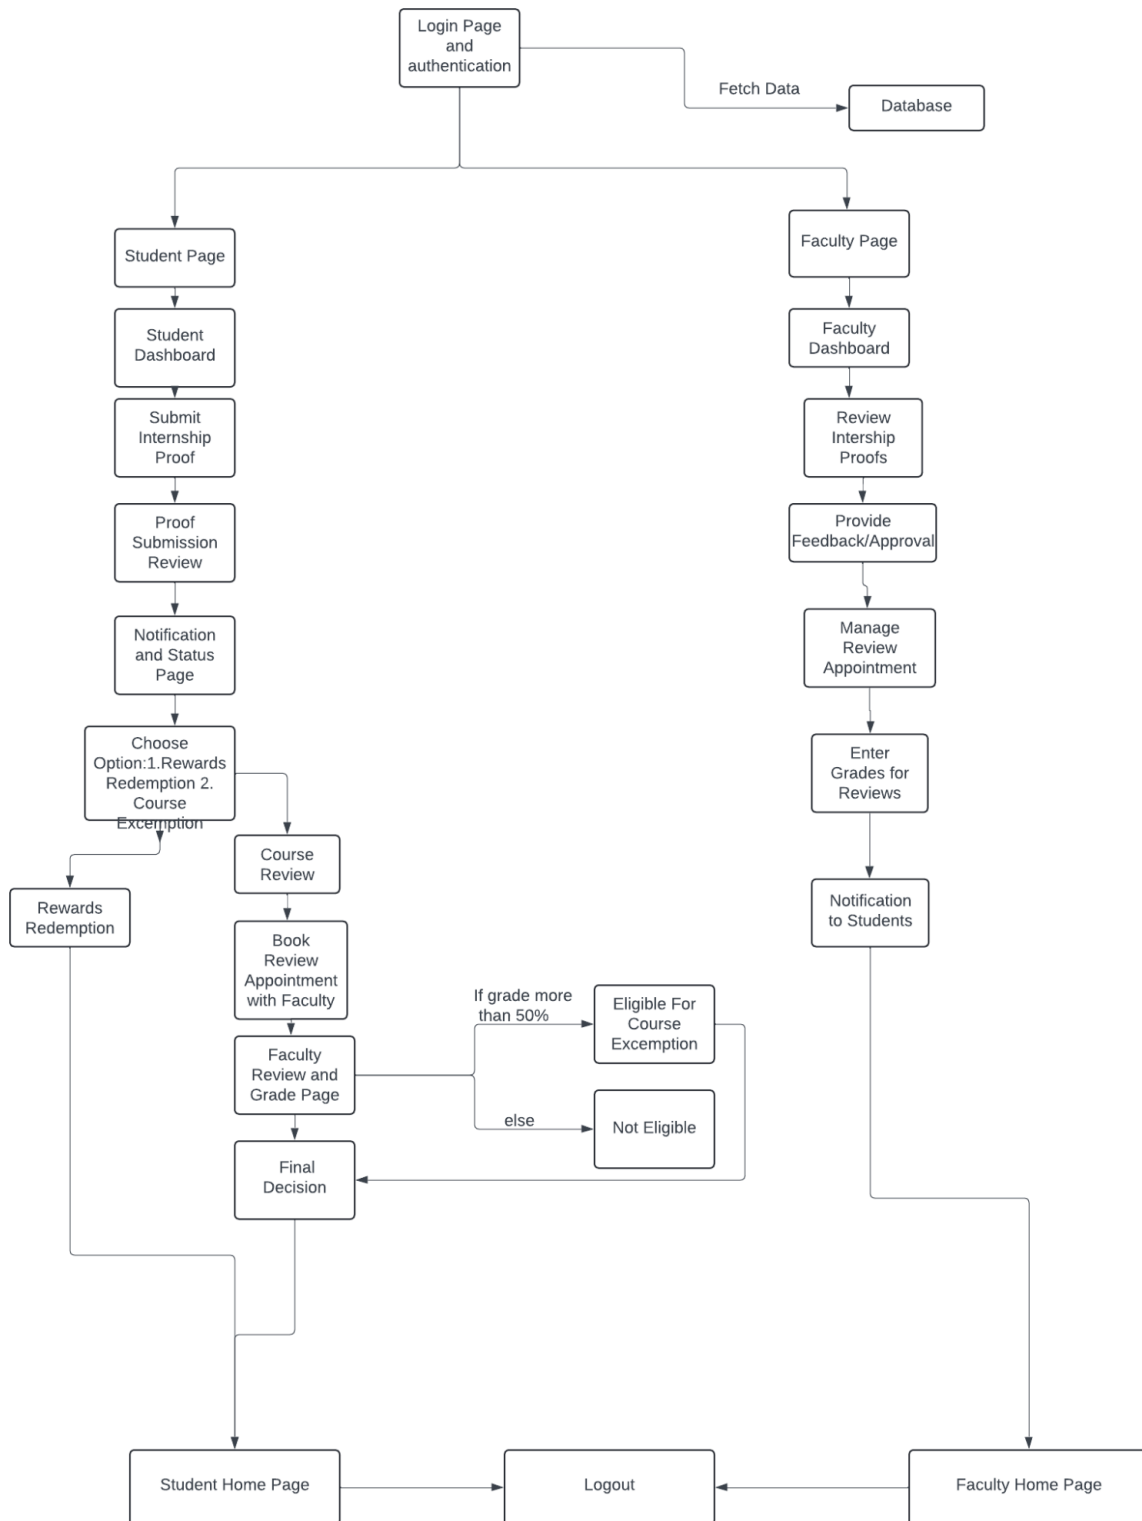 Login Page
and
authentication
Fetch Data
Database
Student Page
Faculty Page
Student
Dashboard
Faculty
Dashboard
Submit
Internship
Proof
Review
Intership
Proofs
Proof
Submission
Review
Provide
Feedback/Approval
Notification
and Status
Page
Manage
Review
Appointment
Choose
Option:1.Rewards
Redemption 2.
Course
Excemption
Enter
Grades for
Reviews
Course
Review
Rewards
Redemption
Notification
to Students
Book
Review
Appointment
with Faculty
If grade more
than 50%
Eligible For
Course
Excemption
Faculty
Review and
Grade Page
else
Not Eligible
Final
Decision
Student Home Page
Logout
Faculty Home Page